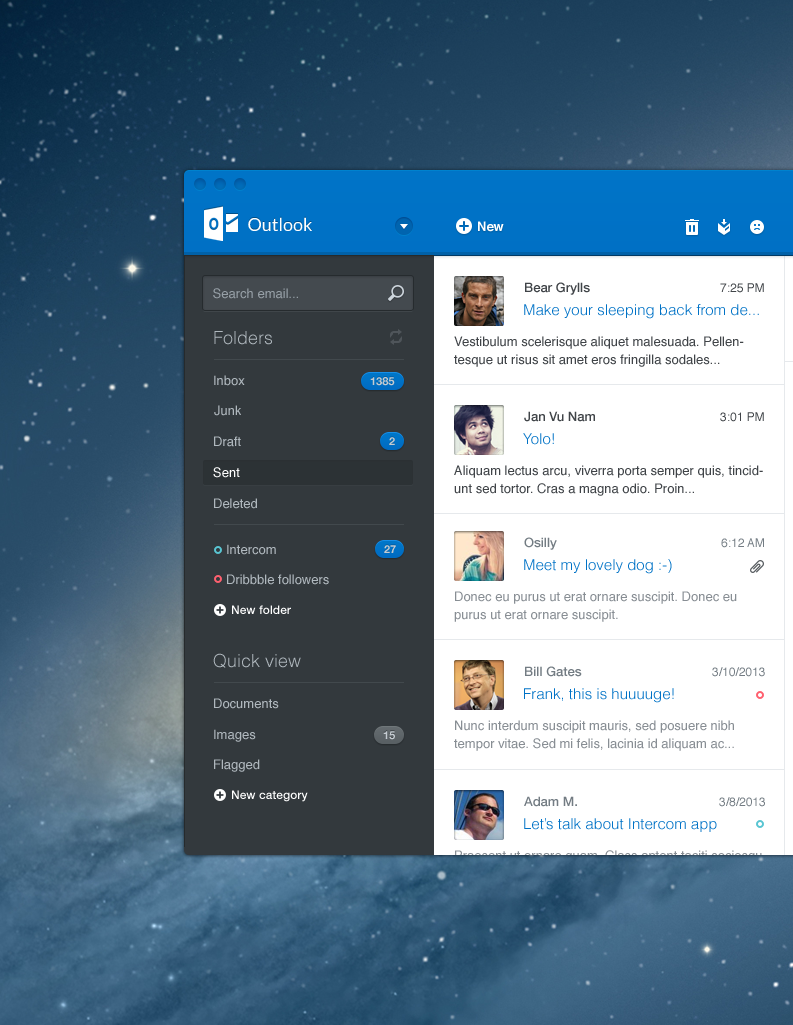 Outlook
New
Search email...
Folders
Inbox 1385
Junk
Draft 2
Sent
Deleted
Intercom 27
Dribbble followers
New folder
Quick view
Documents
Images 15
Flagged
New category
Bear Grylls 7:25 PM
Make your sleeping back from de...
Vestibulum scelerisque aliquet malesuada. Pellen-
tesque ut risus sit amet eros fringilla sodales...
Jan Vu Nam 3:01 PM
Yolo!
Aliquam lectus arcu, viverra porta semper quis, tincid-
unt sed tortor. Cras a magna odio. Proin...
Osilly 6:12 AM
Meet my lovely dog :-)
Donec eu purus ut erat ornare suscipit. Donec eu
purus ut erat ornare suscipit.
Bill Gates 3/10/2013
Frank, this is huuuuge!
Nunc interdum suscipit mauris, sed posuere nibh
tempor vitae. Sed mi felis, lacinia id aliquam ac...
Adam M. 3/8/2013
Let's talk about Intercom app